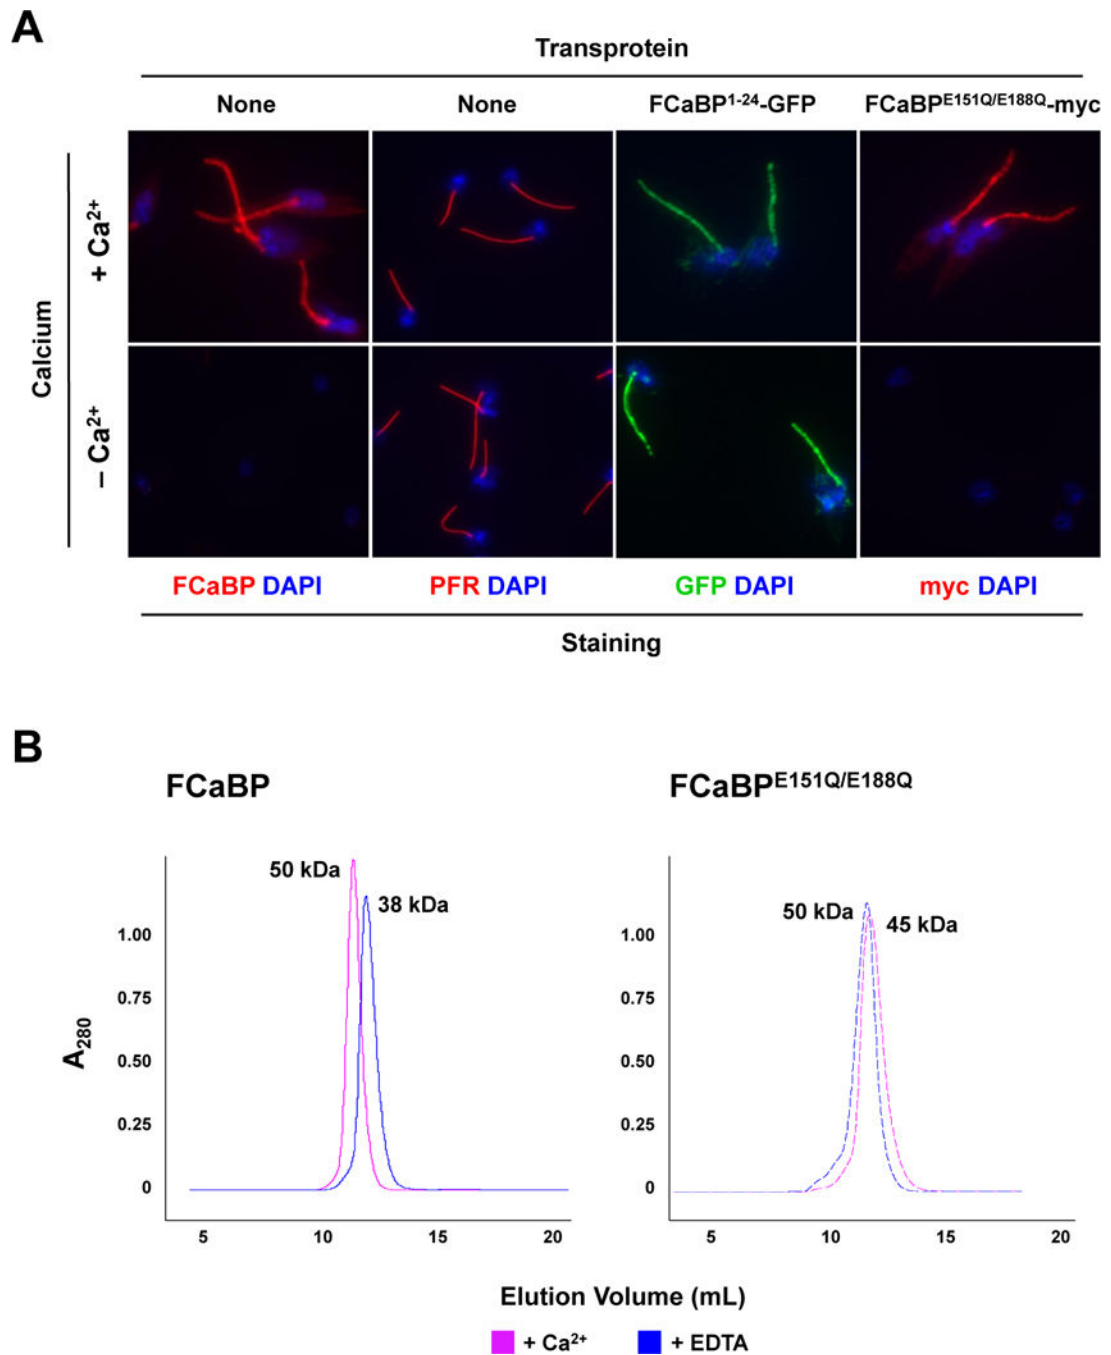 A
Transprotein
None None FCaBP1-24-GFP FCaBPE151Q/E188Q-myc
Calcium
+ Ca2+
− Ca2+
FCaBP DAPI PFR DAPI GFP DAPI myc DAPI
Staining
B
FCaBP FCaBPE151Q/E188Q
50 kDa
38 kDa
50 kDa 45 kDa
A280
1.00
0.75
0.50
0.25
0
1.00
0.75
0.50
0.25
0
5 10 15 20
5 10 15 20
Elution Volume (mL)
+ Ca2+ + EDTA